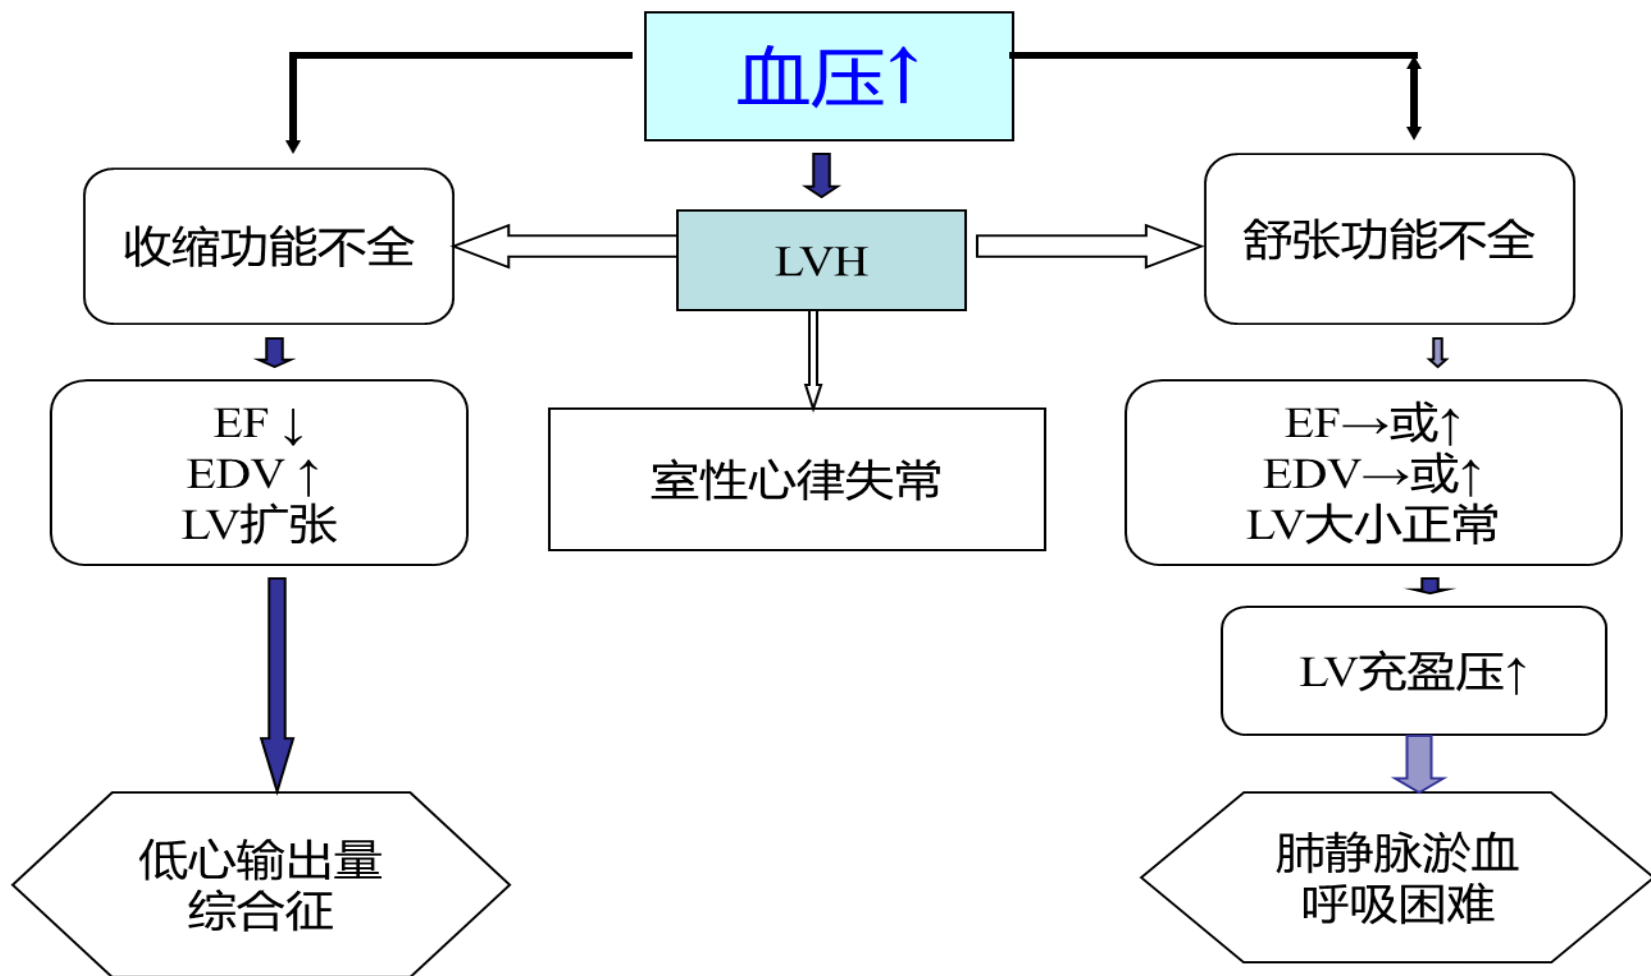 血压↑
收缩功能不全
LVH
舒张功能不全
EF ↓
EDV ↑
LV扩张
室性心律失常
EF→或↑
EDV→或↑
LV大小正常
LV充盈压↑
低心输出量
综合征
肺静脉淤血
呼吸困难